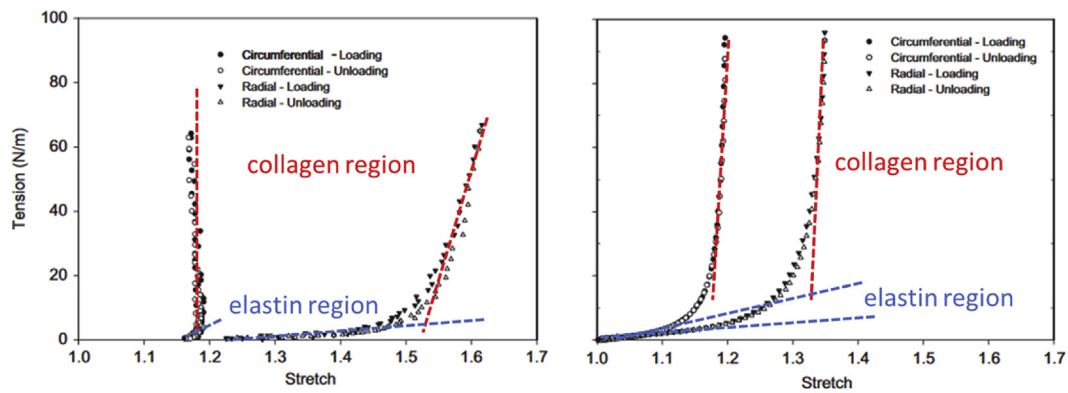 100
80
60
40
20
0
Tension (N/m)
Circumferential - Loading
Circumferential - Unloading
Radial - Loading
Radial - Unloading
collagen region
elastin region
1.0 1.1 1.2 1.3 1.4 1.5 1.6 1.7
Stretch
Circumferential - Loading
Circumferential - Unloading
Radial - Loading
Radial - Unloading
collagen region
elastin region
1.0 1.1 1.2 1.3 1.4 1.5 1.6 1.7
Stretch